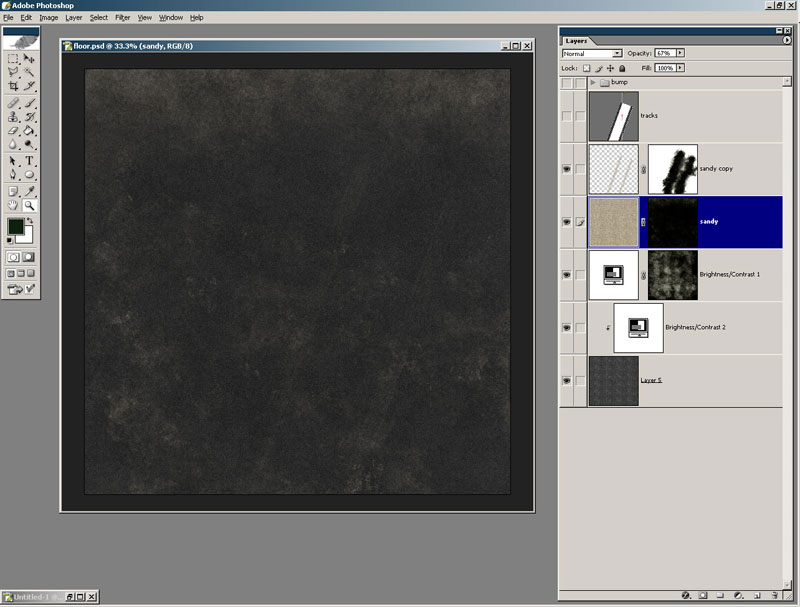 Adobe Photoshop
File Edit Image Layer Select Filter View Window Help
floor.psd @ 33.3% (sandy, RGB/8)
Layers
Normal Opacity: 67%
Lock: Fill: 100%
bump
tracks
sandy copy
sandy
Brightness/Contrast 1
Brightness/Contrast 2
Layer 5
T
Untitled-1 @...